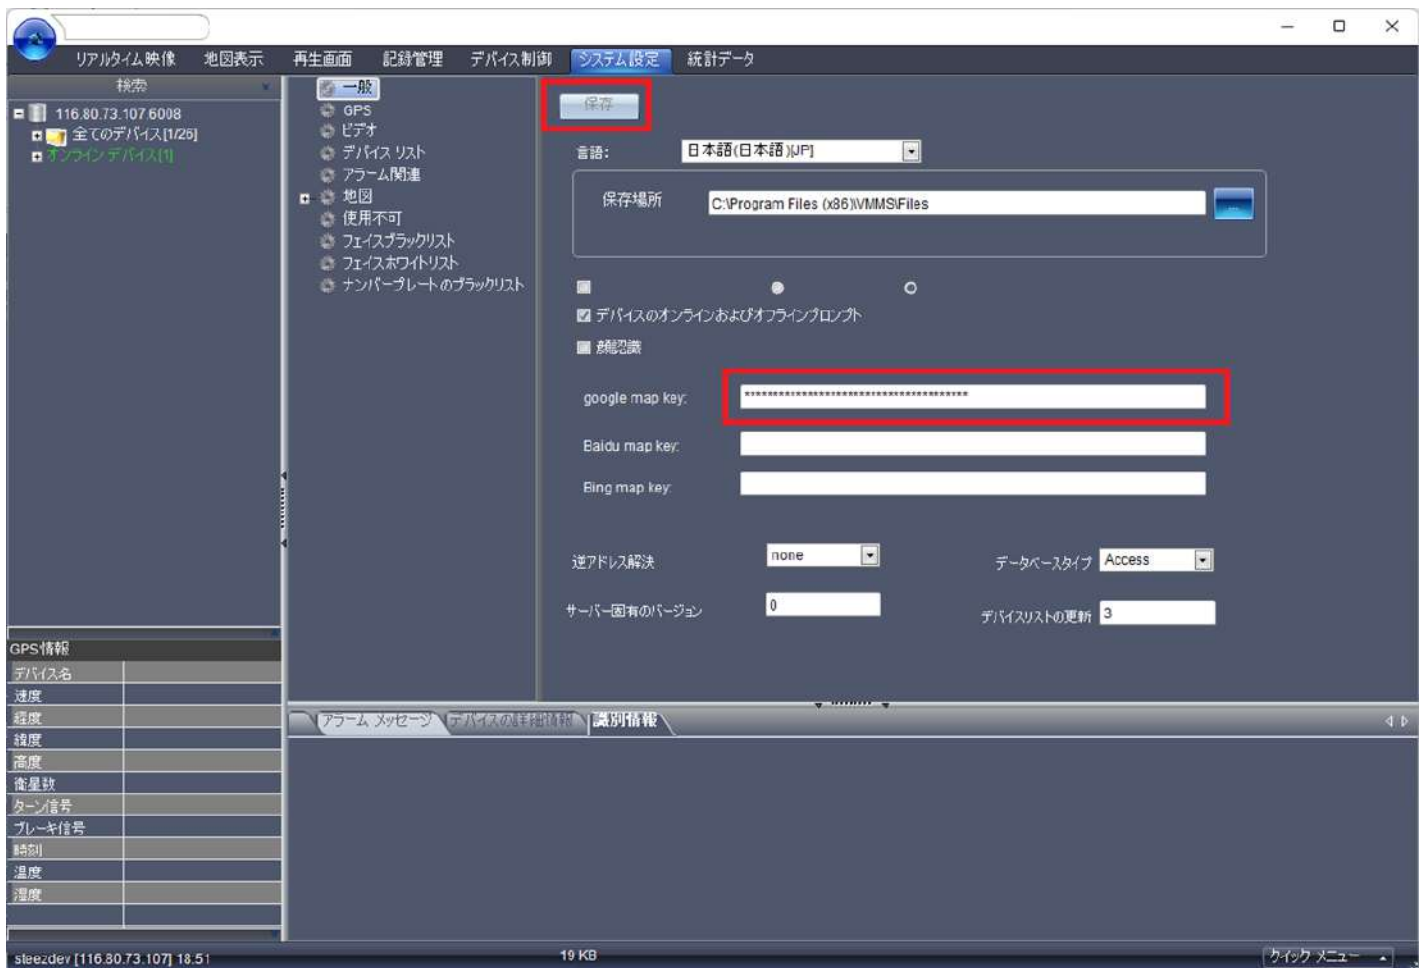 リアルタイム映像 地図表示 再生画面 記録管理 デバイス制御 システム設定 統計データ
検索
116.80.73.107:6008
全てのデバイス[1/26]
オンライン デバイス[1]
一般
GPS
ビデオ
デバイス リスト
アラーム関連
地図
使用不可
フェイスブラックリスト
フェイスホワイトリスト
ナンバープレートのブラックリスト
保存
言語: 日本語(日本語)[JP]
保存場所 C:\Program Files (x86)\VMMS\Files ...
デバイスのオンラインおよびオフラインプロンプト
顔認識
google map key: ****************************************
Baidu map key:
Bing map key:
逆アドレス解決 none データベースタイプ Access
サーバー固有のバージョン 0 デバイスリストの更新 3
GPS情報
デバイス名
速度
経度
緯度
高度
衛星数
ターン信号
ブレーキ信号
時刻
温度
湿度
アラーム メッセージ デバイスの詳細情報 識別情報
steezdev [116.80.73.107] 18:51 19 KB クイック メニュー